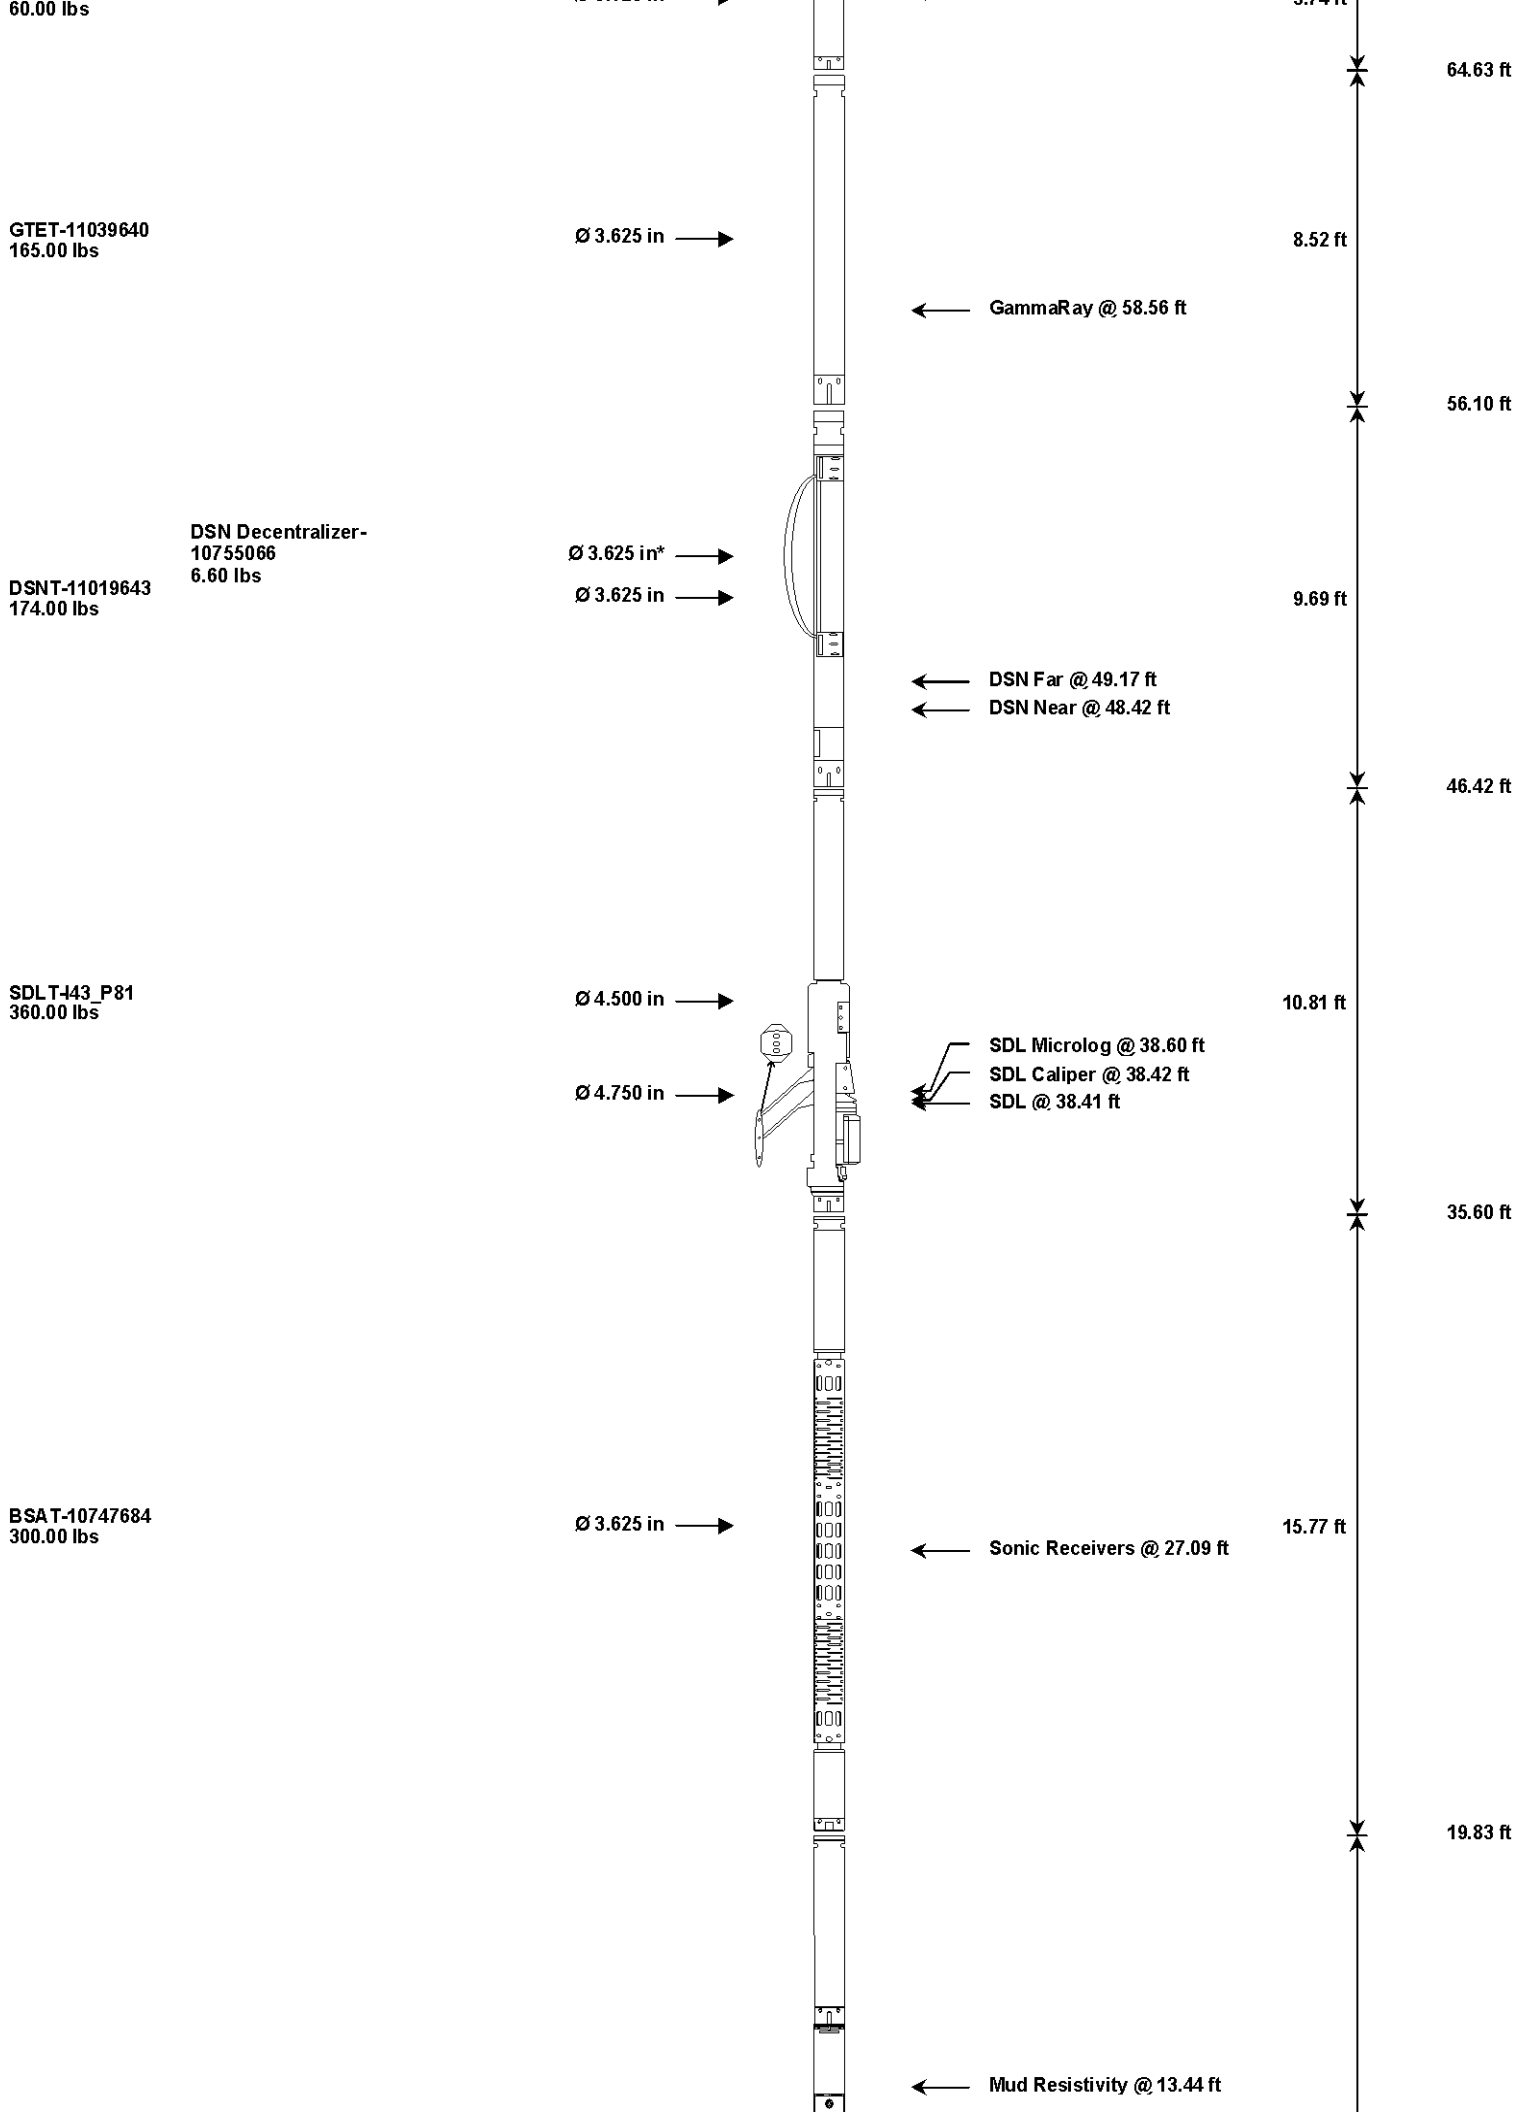 60.00 lbs
64.63 ft
GTET-11039640
165.00 lbs
Ø 3.625 in
8.52 ft
GammaRay @ 58.56 ft
56.10 ft
DSN Decentralizer-
10755066
6.60 lbs
Ø 3.625 in*
DSNT-11019643
174.00 lbs
Ø 3.625 in
9.69 ft
DSN Far @ 49.17 ft
DSN Near @ 48.42 ft
46.42 ft
SDLT-I43_P81
360.00 lbs
Ø 4.500 in
10.81 ft
SDL Microlog @ 38.60 ft
SDL Caliper @ 38.42 ft
Ø 4.750 in
SDL @ 38.41 ft
35.60 ft
BSAT-10747684
300.00 lbs
Ø 3.625 in
15.77 ft
Sonic Receivers @ 27.09 ft
19.83 ft
Mud Resistivity @ 13.44 ft